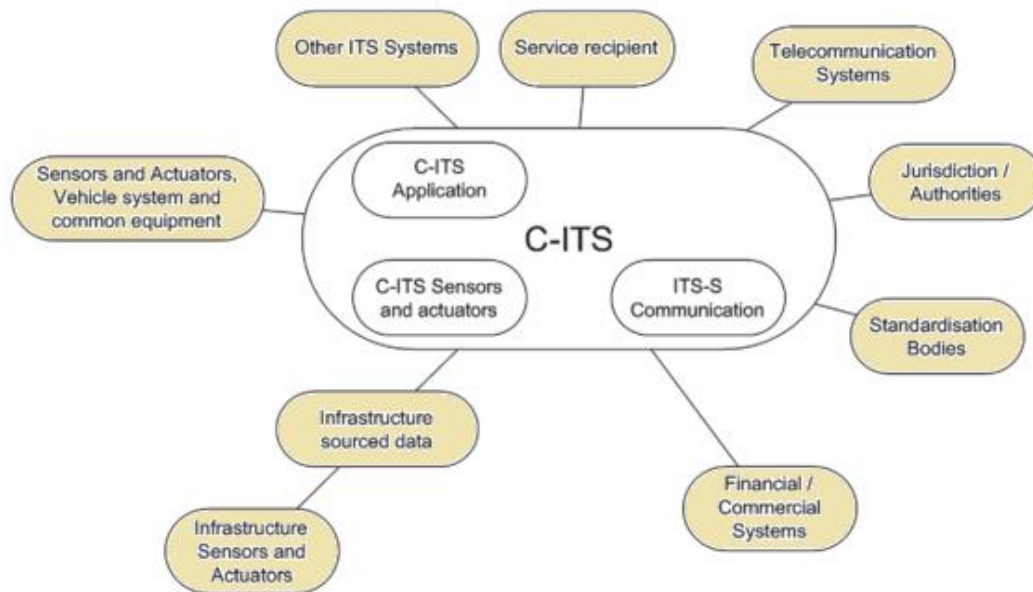 Other ITS Systems
Service recipient
Telecommunication
Systems
Sensors and Actuators,
Vehicle system and
common equipment
C-ITS
Application
Jurisdiction /
Authorities
C-ITS
C-ITS Sensors
and actuators
ITS-S
Communication
Standardisation
Bodies
Infrastructure
sourced data
Financial /
Commercial
Systems
Infrastructure
Sensors and
Actuators